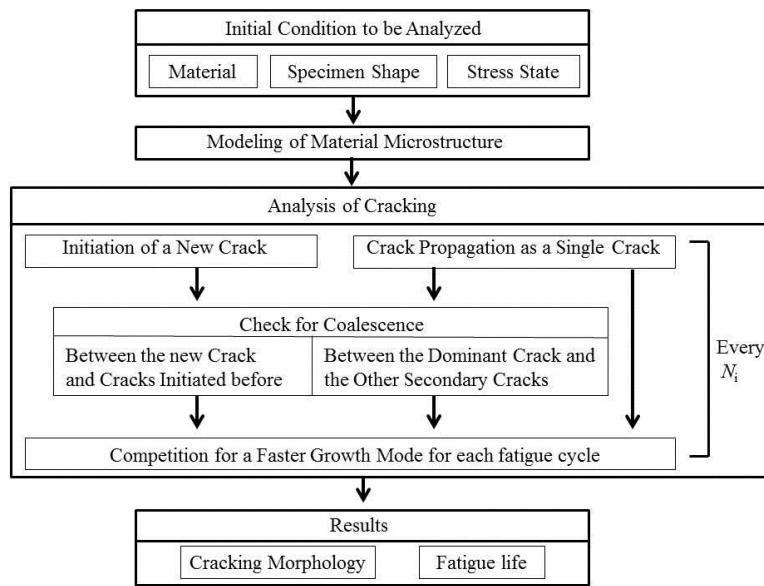 Initial Condition to be Analyzed
Material
Specimen Shape
Stress State
Modeling of Material Microstructure
Analysis of Cracking
Initiation of a New Crack
Crack Propagation as a Single Crack
Check for Coalescence
Between the new Crack
and Cracks Initiated before
Between the Dominant Crack and
the Other Secondary Cracks
Every
Ni
Competition for a Faster Growth Mode for each fatigue cycle
Results
Cracking Morphology
Fatigue life